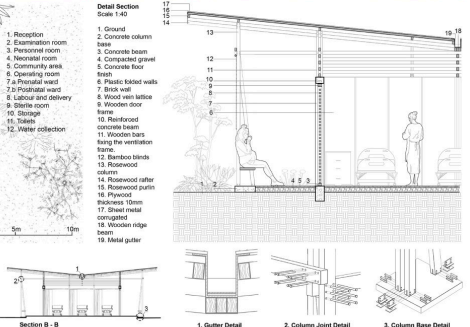 1. Reception
2. Examination room
3. Personnel room
4. Neonatal room
5. Community area
6. Operating room
7.a Prenatal ward
7.b Postnatal ward
8. Labour and delivery
9. Sterile room
10. Storage
11. Toilets
12. Water collection
5m
10m
Detail Section
Scale 1:40
1. Ground
2. Concrete column
base
3. Concrete beam
4. Compacted gravel
5. Concrete floor
finish
6. Plastic folded walls
7. Brick wall
8. Wood vein lattice
9. Wooden door
frame
10. Reinforced
concrete beam
11. Wooden bars
fixing the ventilation
frame.
12. Bamboo blinds
13. Rosewood
column
14. Rosewood rafter
15. Rosewood purlin
16. Plywood
thickness 10mm
17. Sheet metal
corrugated
18. Wooden ridge
beam
19. Metal gutter
17
16
15
14
13
19
18
12
11
10
9
8
7
6
1
2
4 5 3
1
2
3
Section B - B
1. Gutter Detail
2. Column Joint Detail
3. Column Base Detail